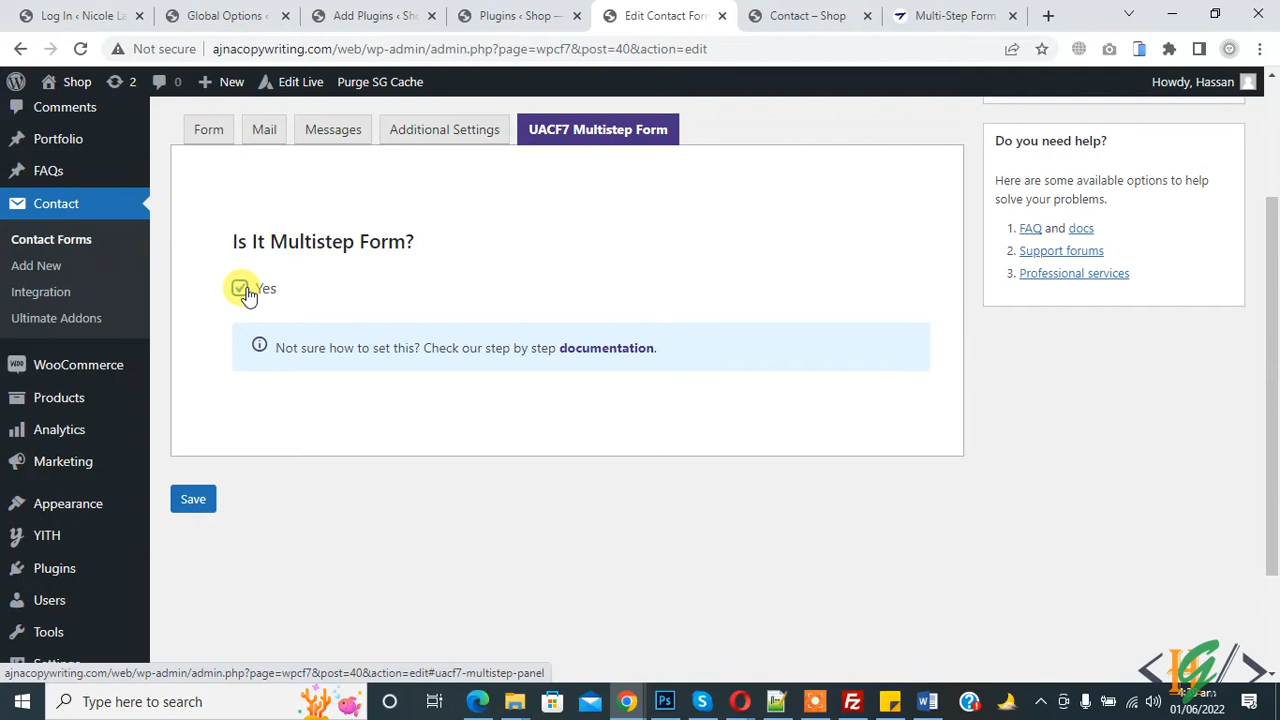 Log In ‹ Nicole La
Global Options ‹
Add Plugins ‹ Sho
Plugins ‹ Shop —
Edit Contact Form
Contact – Shop
Multi-Step Form
Not secure
ajnacopywriting.com/web/wp-admin/admin.php?page=wpcf7&post=40&action=edit
Shop
2
0
New
Edit Live
Purge SG Cache
Howdy, Hassan
Comments
Portfolio
FAQs
Contact
Contact Forms
Add New
Integration
Ultimate Addons
WooCommerce
Products
Analytics
Marketing
Appearance
YITH
Plugins
Users
Tools
Settings
Form
Mail
Messages
Additional Settings
UACF7 Multistep Form
Is It Multistep Form?
Yes
Not sure how to set this? Check our step by step documentation.
Save
Do you need help?
Here are some available options to help
solve your problems.
1. FAQ and docs
2. Support forums
3. Professional services
ajnacopywriting.com/web/wp-admin/admin.php?page=wpcf7&post=40&action=edit#uacf7-multistep-panel
Type here to search
01/06/2022